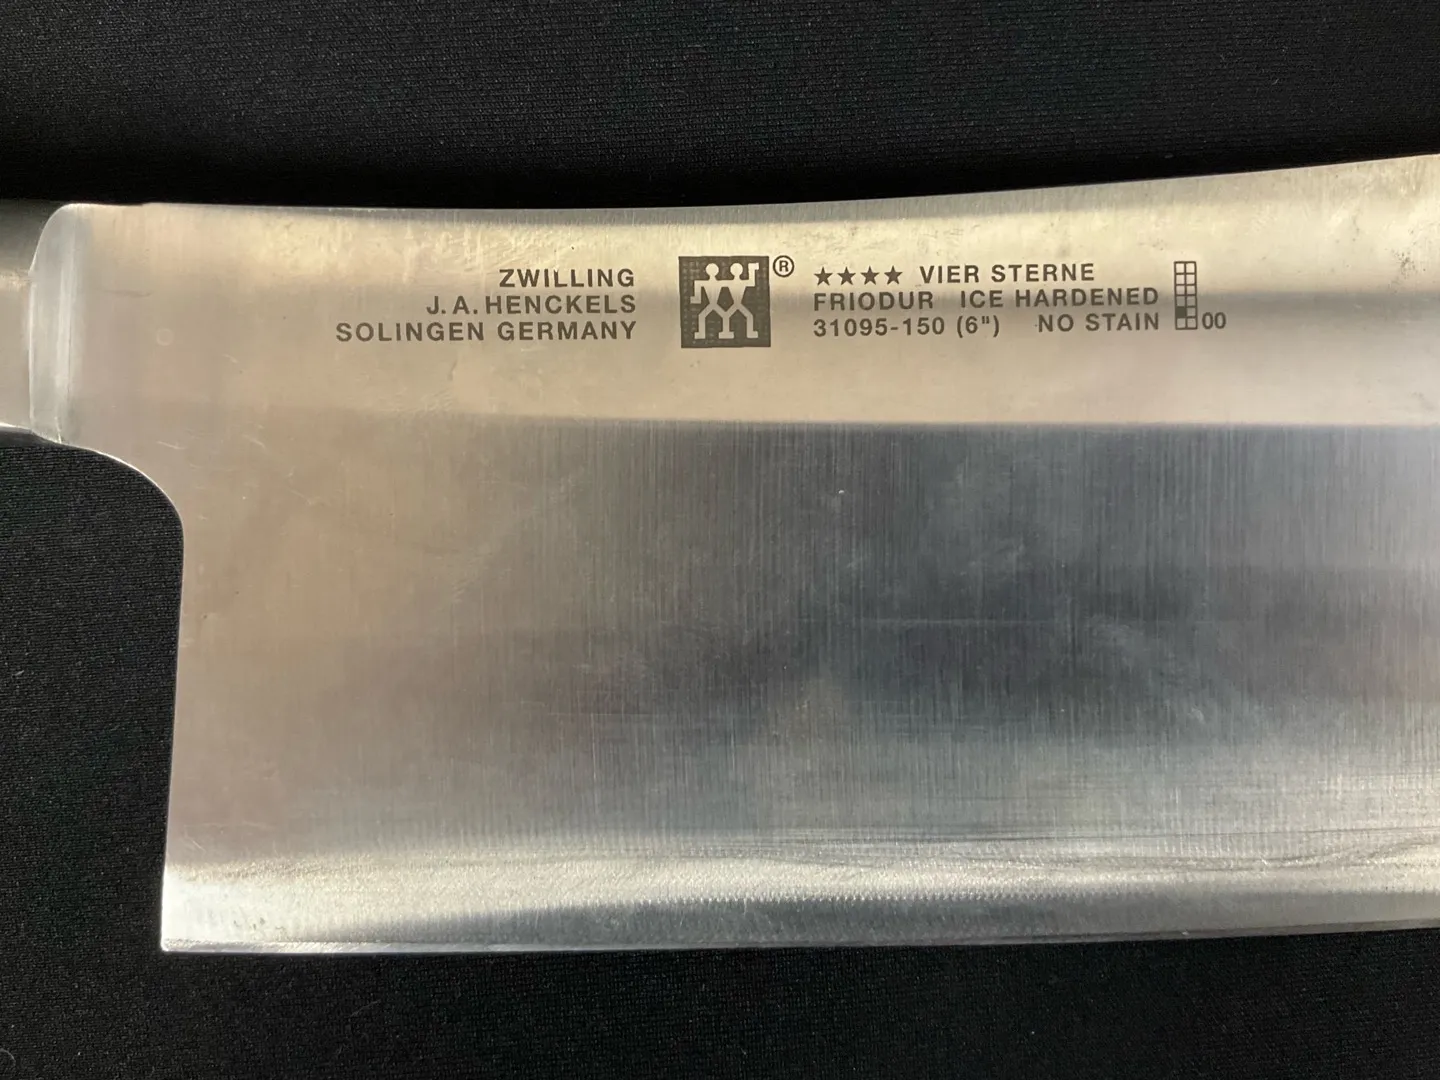 ZWILLING
J.A. HENCKELS
SOLINGEN GERMANY
®
★★★★ VIER STERNE
FRIODUR ICE HARDENED
31095-150 (6") NO STAIN
00